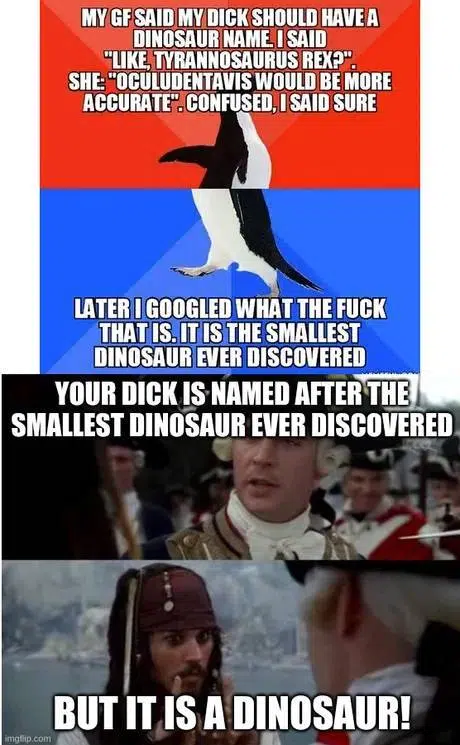 MY GF SAID MY DICK SHOULD HAVE A
DINOSAUR NAME. I SAID
"LIKE, TYRANNOSAURUS REX?".
SHE: "OCULUDENTAVIS WOULD BE MORE
ACCURATE". CONFUSED, I SAID SURE
LATER I GOOGLED WHAT THE FUCK
THAT IS. IT IS THE SMALLEST
DINOSAUR EVER DISCOVERED
YOUR DICK IS NAMED AFTER THE
SMALLEST DINOSAUR EVER DISCOVERED
BUT IT IS A DINOSAUR!
imgflip.com